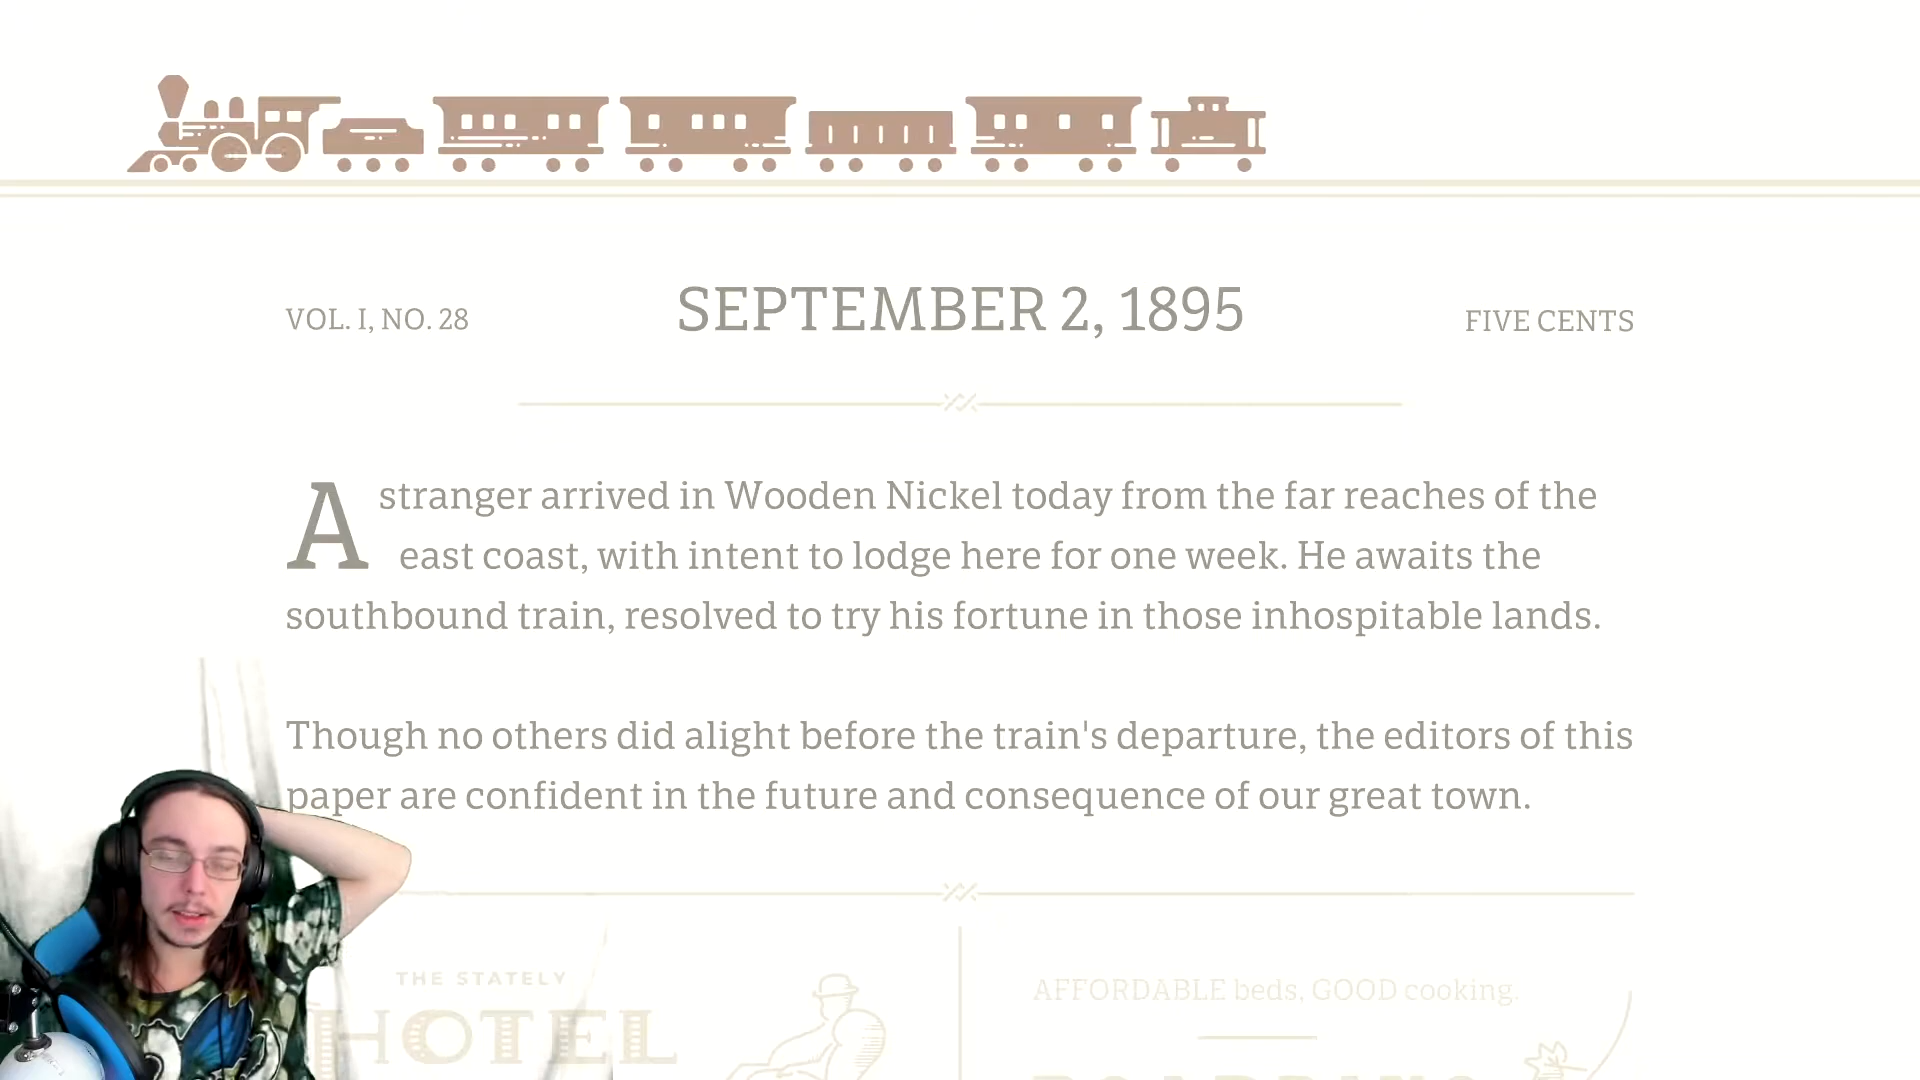 VOL. I, NO. 28
SEPTEMBER 2, 1895
FIVE CENTS
A stranger arrived in Wooden Nickel today from the far reaches of the
east coast, with intent to lodge here for one week. He awaits the
southbound train, resolved to try his fortune in those inhospitable lands.
Though no others did alight before the train's departure, the editors of this
paper are confident in the future and consequence of our great town.
THE STATELY
HOTEL
AFFORDABLE beds, GOOD cooking.